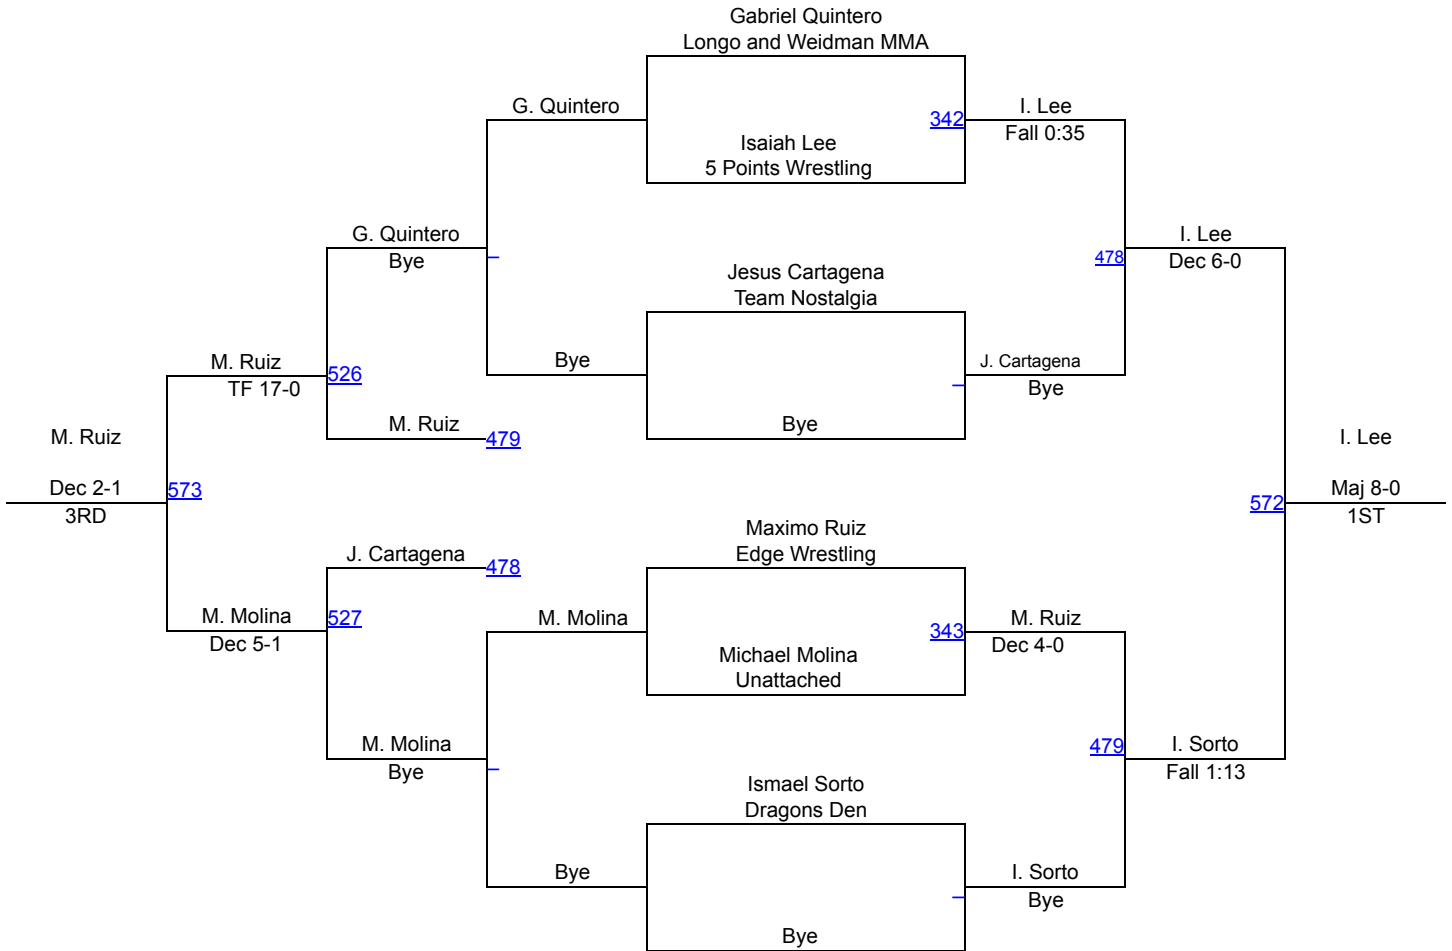 Gabriel Quintero
Longo and Weidman MMA
G. Quintero
342
I. Lee
Fall 0:35
Isaiah Lee
5 Points Wrestling
G. Quintero
Bye
I. Lee
Dec 6-0
478
Jesus Cartagena
Team Nostalgia
M. Ruiz
TF 17-0
526
Bye
J. Cartagena
Bye
M. Ruiz
479
Bye
M. Ruiz
Dec 2-1
3RD
573
I. Lee
Maj 8-0
1ST
572
Maximo Ruiz
Edge Wrestling
J. Cartagena
478
M. Molina
Dec 5-1
527
M. Molina
343
M. Ruiz
Dec 4-0
Michael Molina
Unattached
M. Molina
Bye
479
I. Sorto
Fall 1:13
Ismael Sorto
Dragons Den
Bye
I. Sorto
Bye
Bye